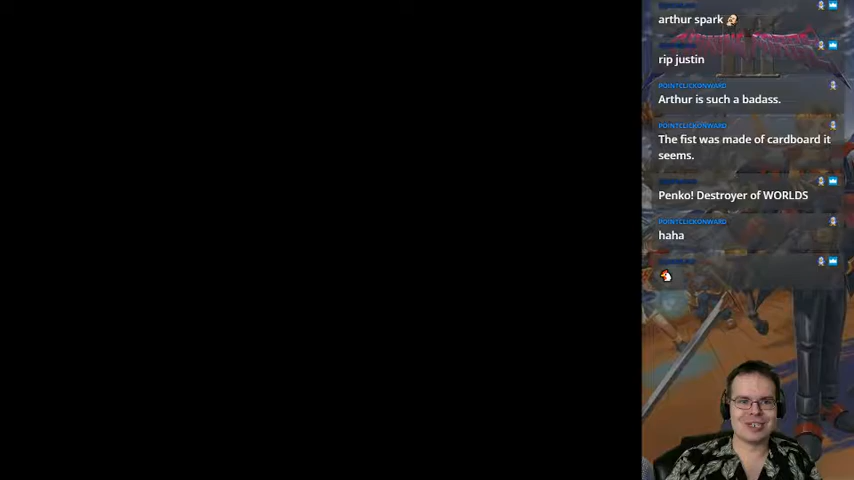 arthur spark
rip justin
POINTCLICKONWARD
Arthur is such a badass.
POINTCLICKONWARD
The fist was made of cardboard it
seems.
Penko! Destroyer of WORLDS
POINTCLICKONWARD
haha